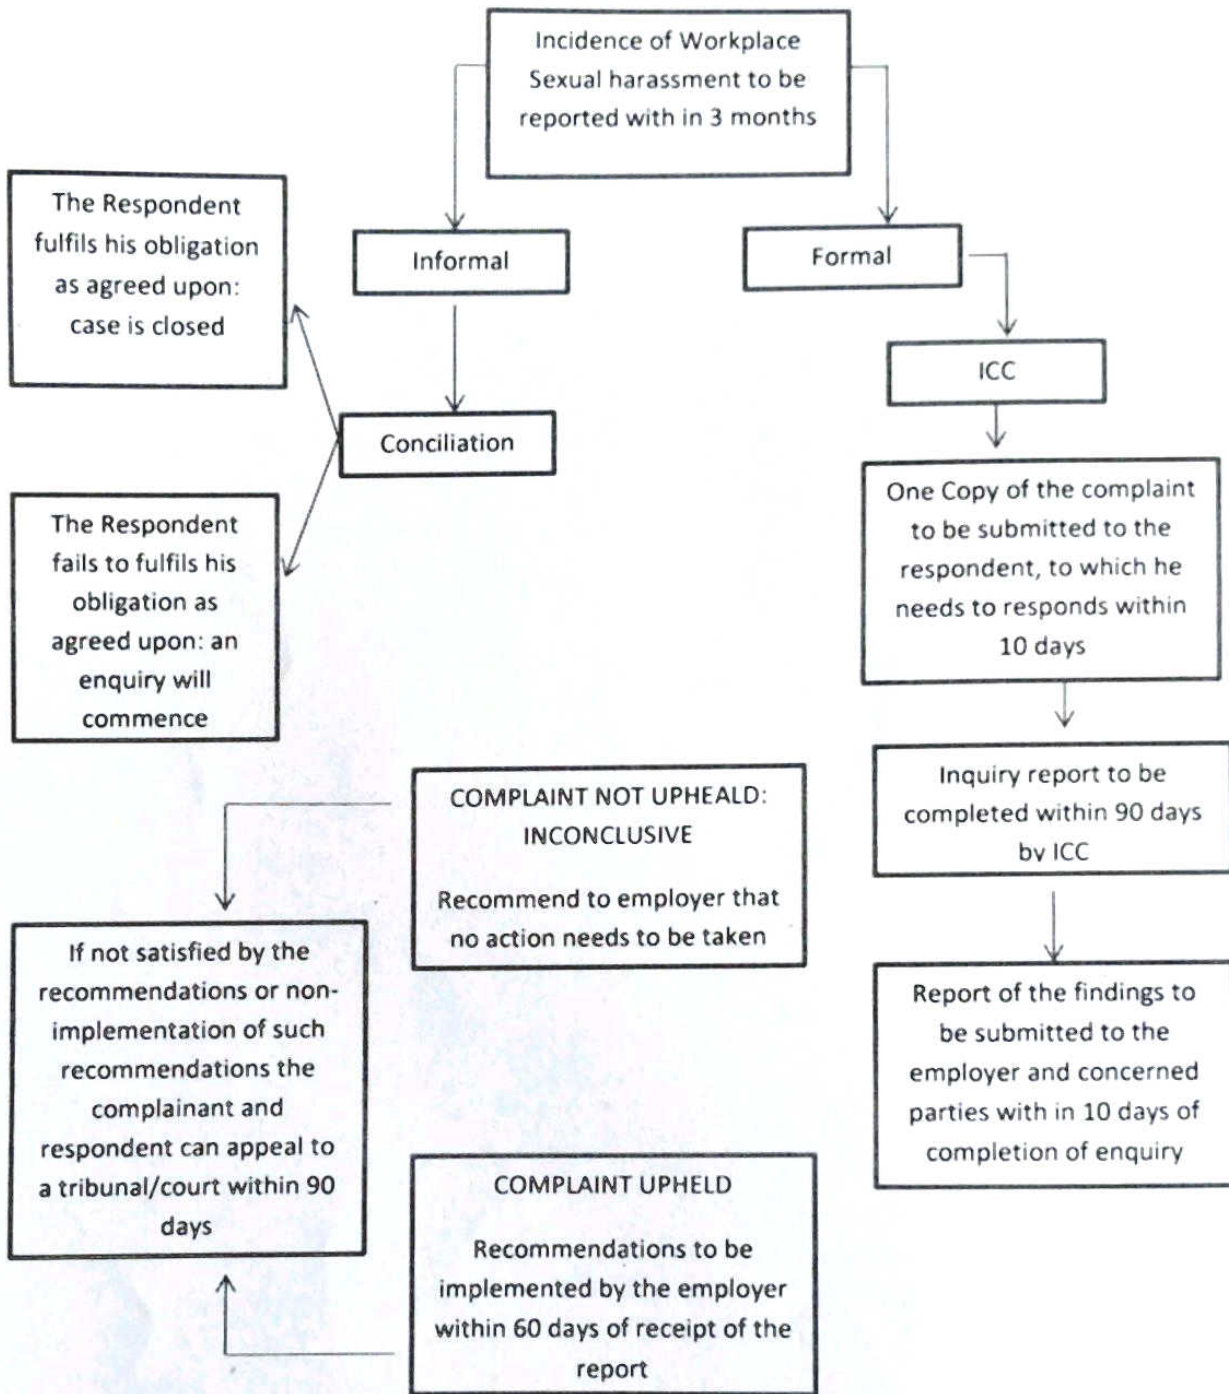 Incidence of Workplace
Sexual harassment to be
reported with in 3 months
Informal
Formal
The Respondent
fulfils his obligation
as agreed upon:
case is closed
Conciliation
ICC
The Respondent
fails to fulfils his
obligation as
agreed upon: an
enquiry will
commence
One Copy of the complaint
to be submitted to the
respondent, to which he
needs to responds within
10 days
Inquiry report to be
completed within 90 days
by ICC
Report of the findings to
be submitted to the
employer and concerned
parties with in 10 days of
completion of enquiry
COMPLAINT NOT UPHEALD:
INCONCLUSIVE
Recommend to employer that
no action needs to be taken
If not satisfied by the
recommendations or non-
implementation of such
recommendations the
complainant and
respondent can appeal to
a tribunal/court within 90
days
COMPLAINT UPHELD
Recommendations to be
implemented by the employer
within 60 days of receipt of the
report